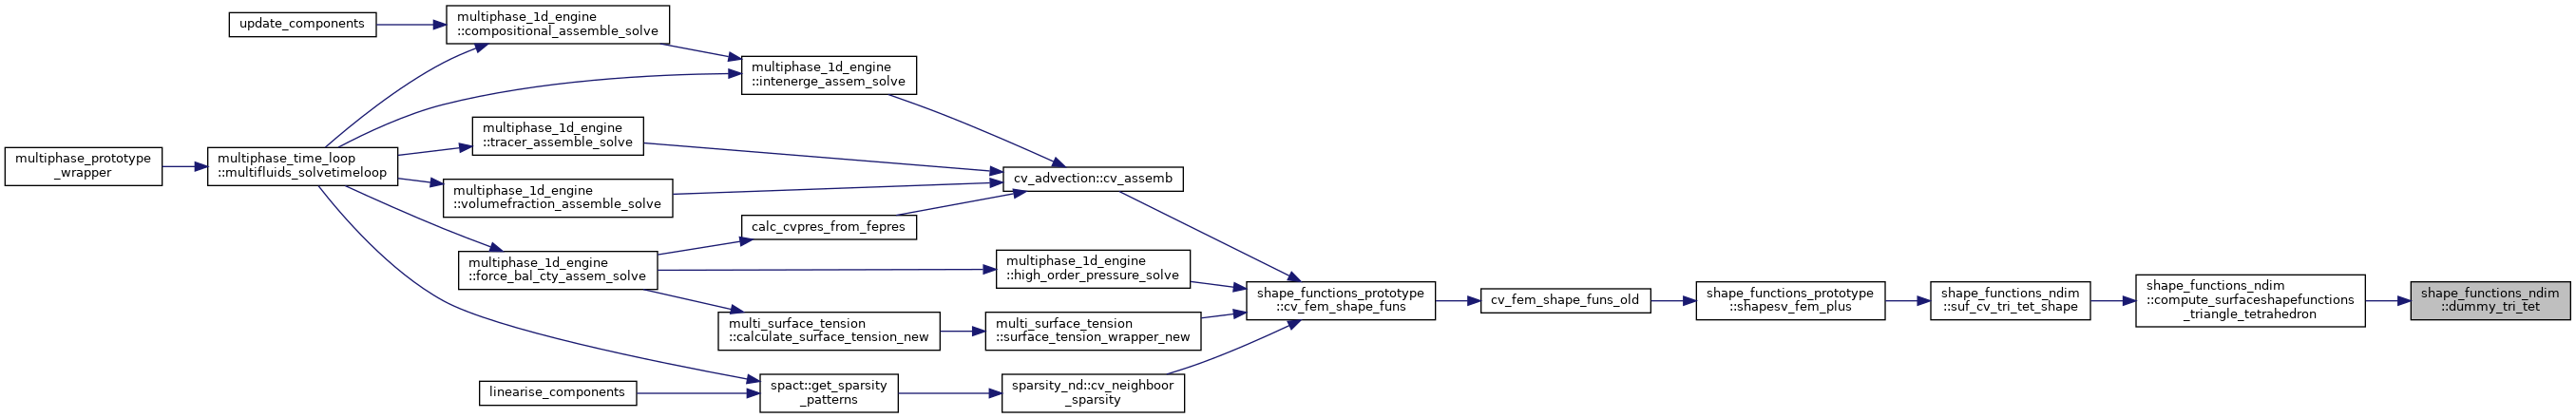 update_components
multiphase_1d_engine
::compositional_assemble_solve
multiphase_1d_engine
::intenerge_assem_solve
multiphase_prototype
_wrapper
multiphase_time_loop
::multifluids_solvetimeloop
multiphase_1d_engine
::tracer_assemble_solve
multiphase_1d_engine
::volumefraction_assemble_solve
cv_advection::cv_assemb
calc_cvpres_from_fepres
multiphase_1d_engine
::force_bal_cty_assem_solve
multiphase_1d_engine
::high_order_pressure_solve
shape_functions_prototype
::cv_fem_shape_funs
cv_fem_shape_funs_old
shape_functions_prototype
::shapesv_fem_plus
shape_functions_ndim
::suf_cv_tri_tet_shape
shape_functions_ndim
::compute_surfaceshapefunctions
_triangle_tetrahedron
shape_functions_ndim
::dummy_tri_tet
multi_surface_tension
::calculate_surface_tension_new
multi_surface_tension
::surface_tension_wrapper_new
linearise_components
spact::get_sparsity
_patterns
sparsity_nd::cv_neighboor
_sparsity